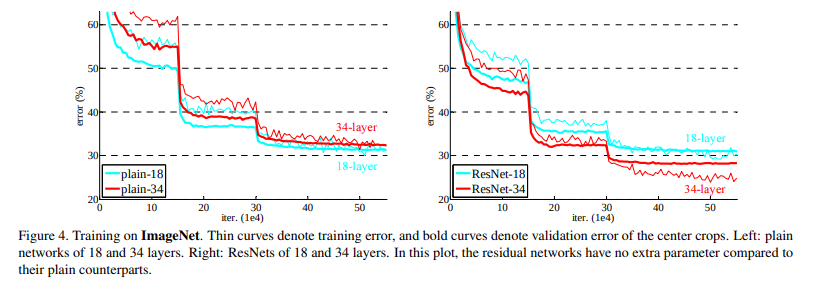 60
50
40
30
20
error (%)
0
10
20
30
40
50
iter. (1e4)
34-layer
18-layer
plain-18
plain-34
60
50
40
30
20
error (%)
0
10
20
30
40
50
iter. (1e4)
18-layer
34-layer
ResNet-18
ResNet-34
Figure 4. Training on ImageNet. Thin curves denote training error, and bold curves denote validation error of the center crops. Left: plain
networks of 18 and 34 layers. Right: ResNets of 18 and 34 layers. In this plot, the residual networks have no extra parameter compared to
their plain counterparts.